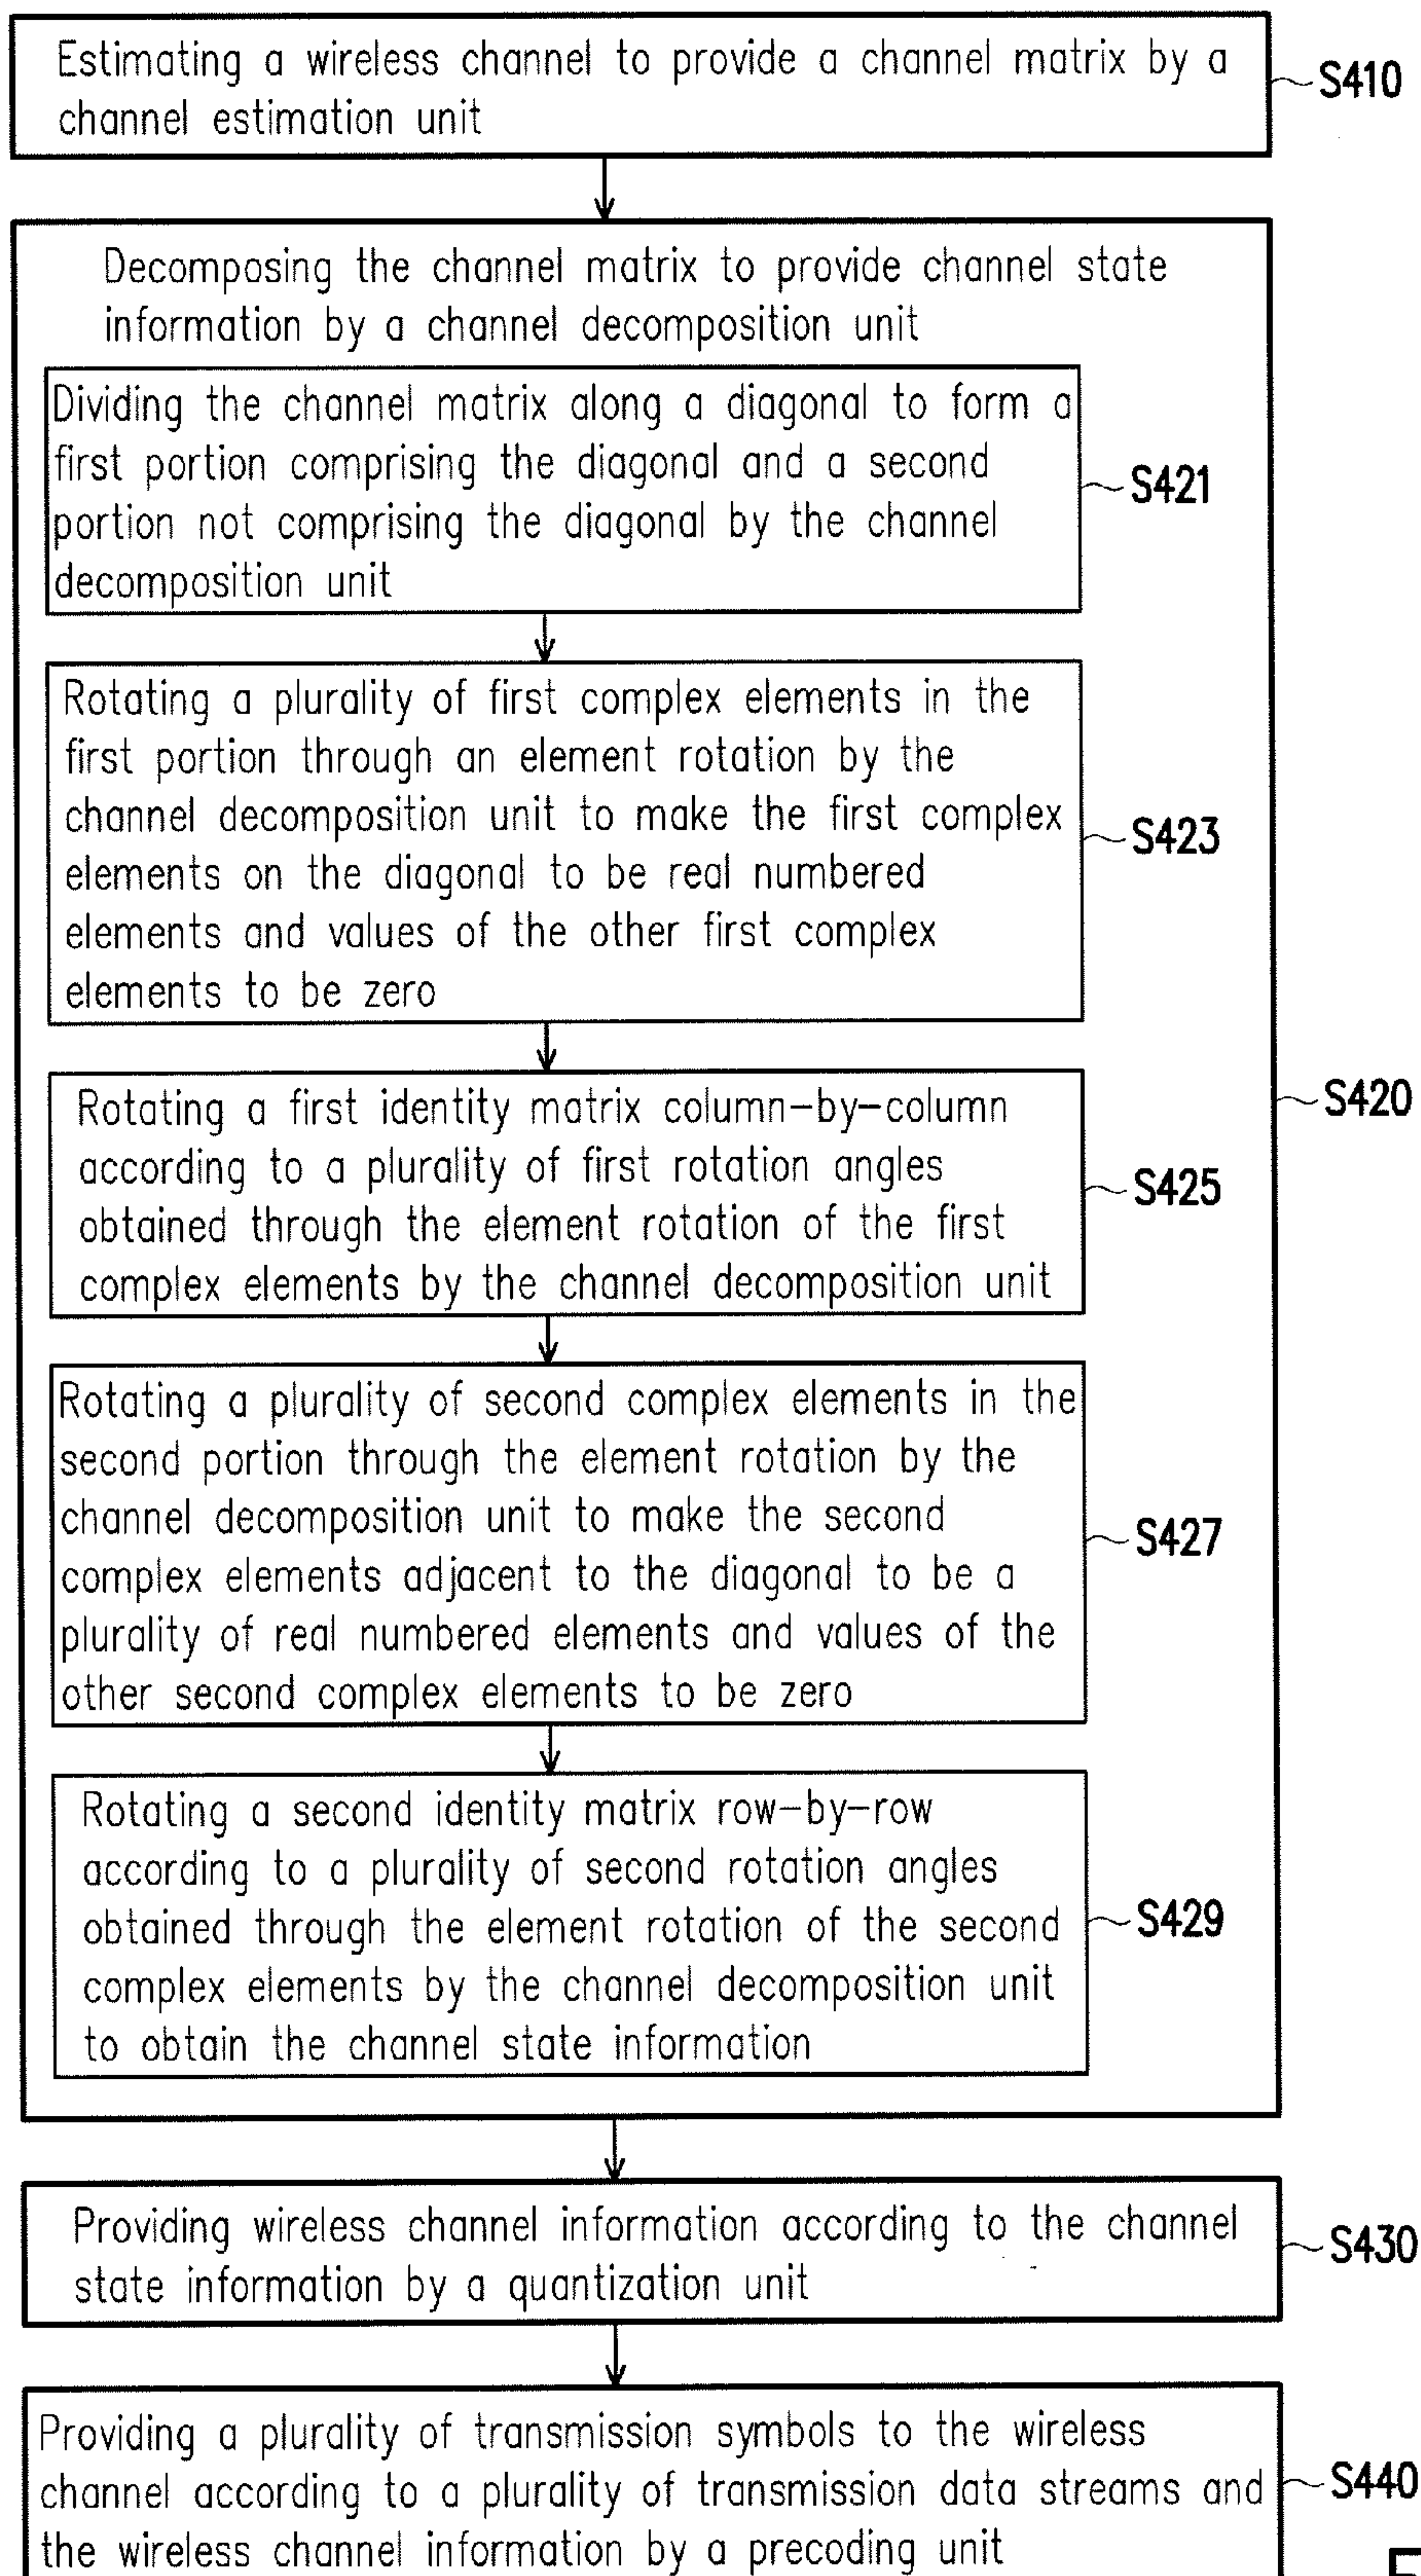 Estimating a wireless channel to provide a channel matrix by a
channel estimation unit
S410
Decomposing the channel matrix to provide channel state
information by a channel decomposition unit
Dividing the channel matrix along a diagonal to form a
first portion comprising the diagonal and a second
portion not comprising the diagonal by the channel
decomposition unit
S421
Rotating a plurality of first complex elements in the
first portion through an element rotation by the
channel decomposition unit to make the first complex
elements on the diagonal to be real numbered
elements and values of the other first complex
elements to be zero
S423
S420
Rotating a first identity matrix column-by-column
according to a plurality of first rotation angles
obtained through the element rotation of the first
complex elements by the channel decomposition unit
S425
Rotating a plurality of second complex elements in the
second portion through the element rotation by the
channel decomposition unit to make the second
complex elements adjacent to the diagonal to be a
plurality of real numbered elements and values of the
other second complex elements to be zero
S427
Rotating a second identity matrix row-by-row
according to a plurality of second rotation angles
obtained through the element rotation of the second
complex elements by the channel decomposition unit
to obtain the channel state information
S429
Providing wireless channel information according to the channel
state information by a quantization unit
S430
Providing a plurality of transmission symbols to the wireless
channel according to a plurality of transmission data streams and
the wireless channel information by a precoding unit
S440